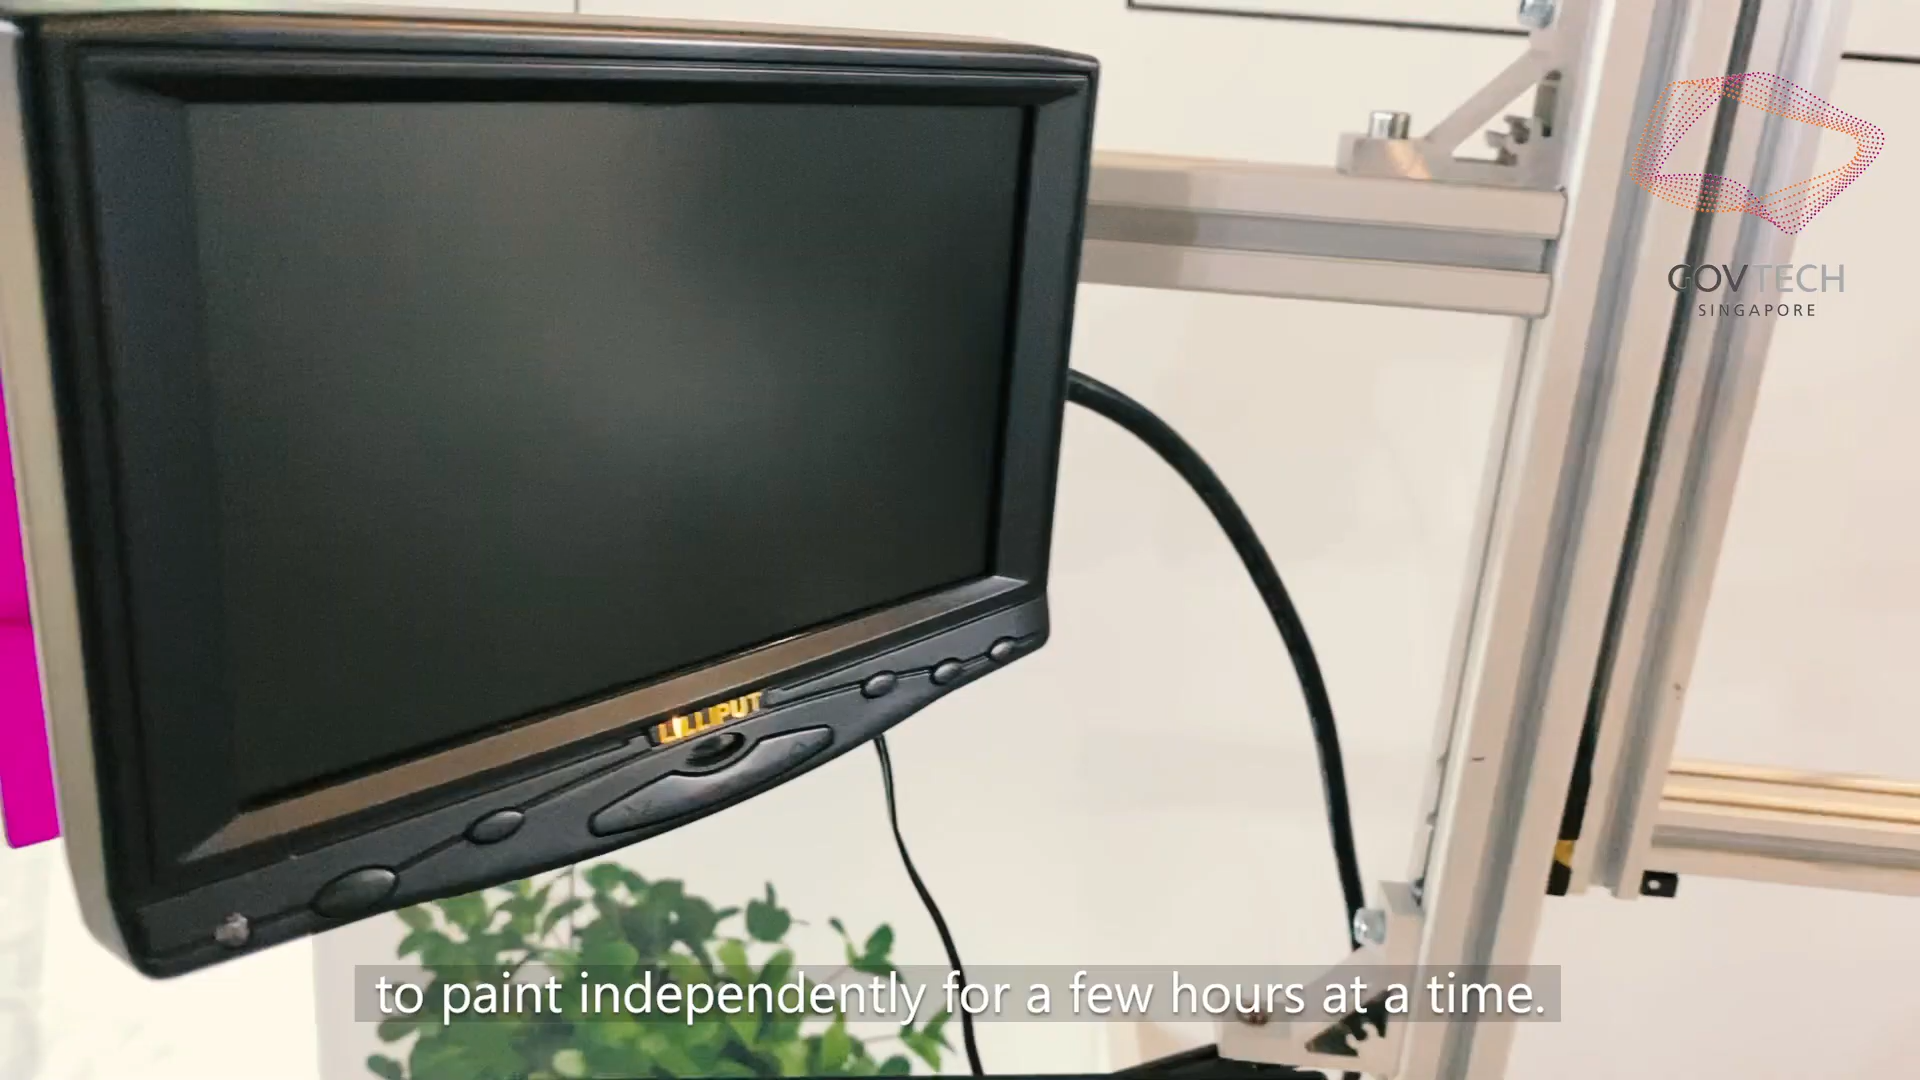 GOVTECH
SINGAPORE
LILLIPUT
to paint independently for a few hours at a time.